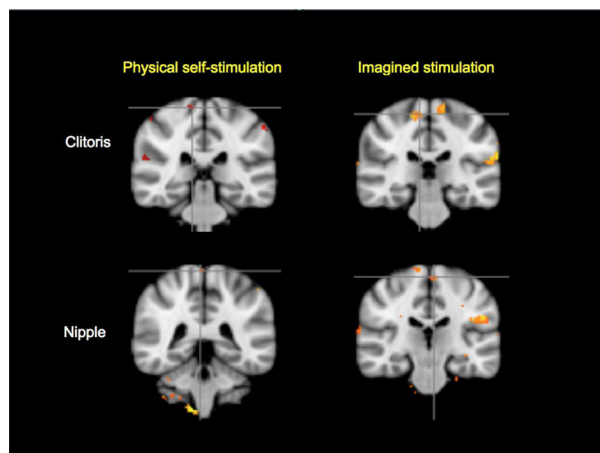 Physical self-stimulation
Imagined stimulation
Clitoris
Nipple